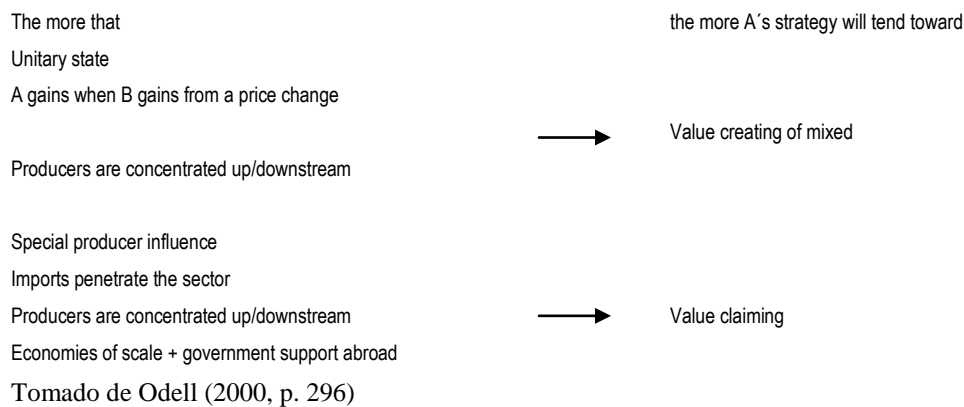 The more that the more A´s strategy will tend toward
Unitary state
A gains when B gains from a price change
Value creating of mixed
Producers are concentrated up/downstream
Special producer influence
Imports penetrate the sector
Producers are concentrated up/downstream Value claiming
Economies of scale + government support abroad
Tomado de Odell (2000, p. 296)